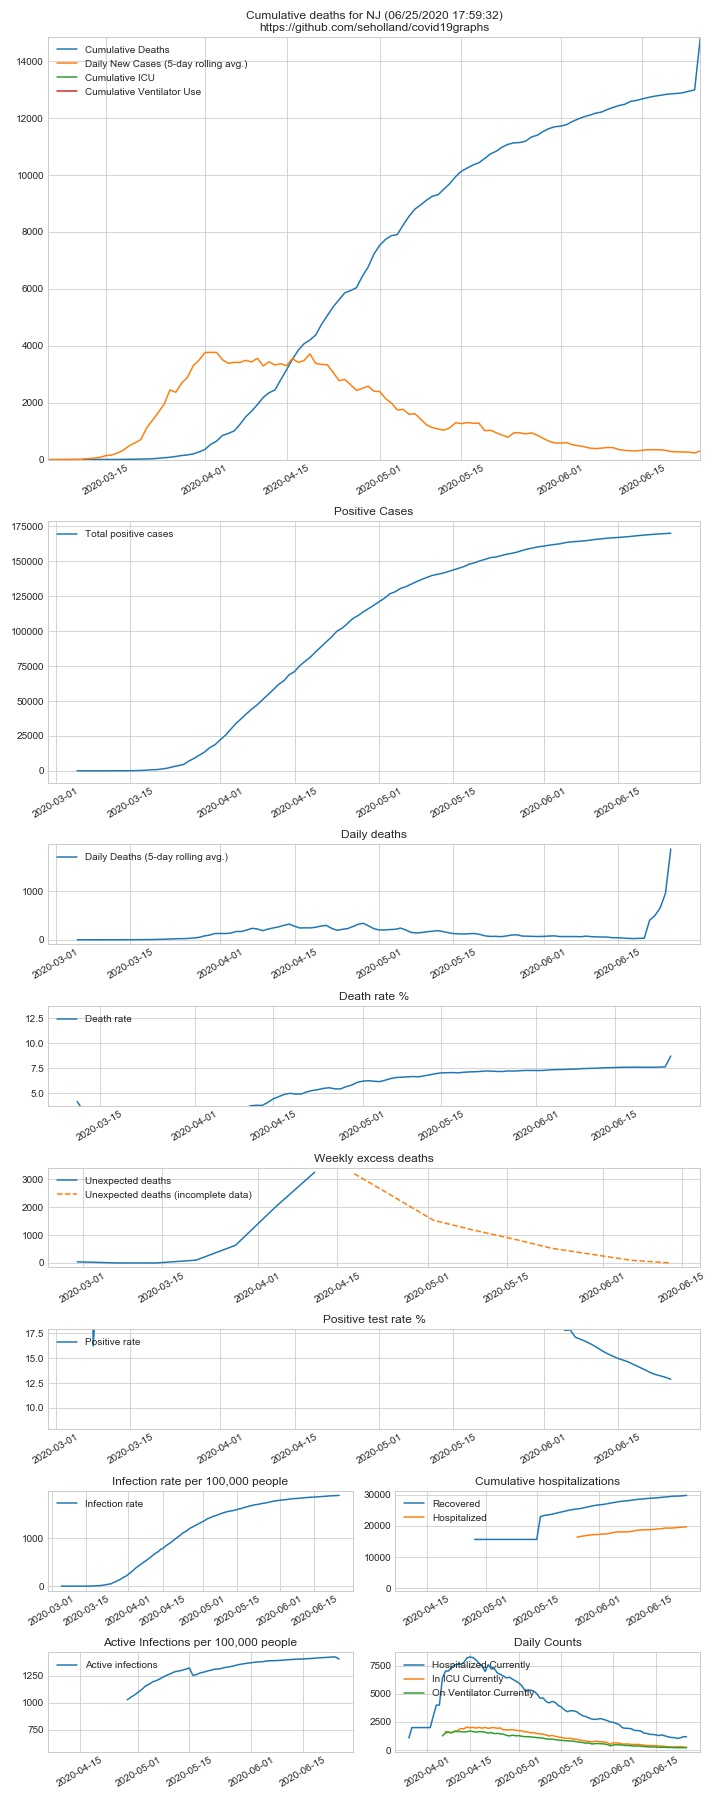 Cumulative deaths for NJ (06/25/2020 17:59:32)
https://github.com/seholland/covid19graphs
Cumulative Deaths
Daily New Cases (5-day rolling avg.)
Cumulative ICU
Cumulative Ventilator Use
14000
12000
10000
8000
6000
4000
2000
0
2020-03-15 2020-04-01 2020-04-15 2020-05-01 2020-05-15 2020-06-01 2020-06-15
Positive Cases
Total positive cases
175000
150000
125000
100000
75000
50000
25000
0
2020-03-01 2020-03-15 2020-04-01 2020-04-15 2020-05-01 2020-05-15 2020-06-01 2020-06-15
Daily deaths
Daily Deaths (5-day rolling avg.)
1000
0
2020-03-01 2020-03-15 2020-04-01 2020-04-15 2020-05-01 2020-05-15 2020-06-01 2020-06-15
Death rate %
Death rate
12.5
10.0
7.5
5.0
2020-03-15 2020-04-01 2020-04-15 2020-05-01 2020-05-15 2020-06-01 2020-06-15
Weekly excess deaths
Unexpected deaths
Unexpected deaths (incomplete data)
3000
2000
1000
0
2020-03-01 2020-03-15 2020-04-01 2020-04-15 2020-05-01 2020-05-15 2020-06-01 2020-06-15
Positive test rate %
Positive rate
17.5
15.0
12.5
10.0
2020-03-01 2020-03-15 2020-04-01 2020-04-15 2020-05-01 2020-05-15 2020-06-01 2020-06-15
Infection rate per 100,000 people
Infection rate
1000
0
2020-03-01 2020-03-15 2020-04-01 2020-04-15 2020-05-01 2020-05-15 2020-06-01 2020-06-15
Cumulative hospitalizations
Recovered
Hospitalized
30000
20000
10000
0
2020-04-15 2020-05-01 2020-05-15 2020-06-01 2020-06-15
Active Infections per 100,000 people
Active infections
1250
1000
750
2020-04-15 2020-05-01 2020-05-15 2020-06-01 2020-06-15
Daily Counts
Hospitalized Currently
In ICU Currently
On Ventilator Currently
7500
5000
2500
0
2020-04-01 2020-04-15 2020-05-01 2020-05-15 2020-06-01 2020-06-15